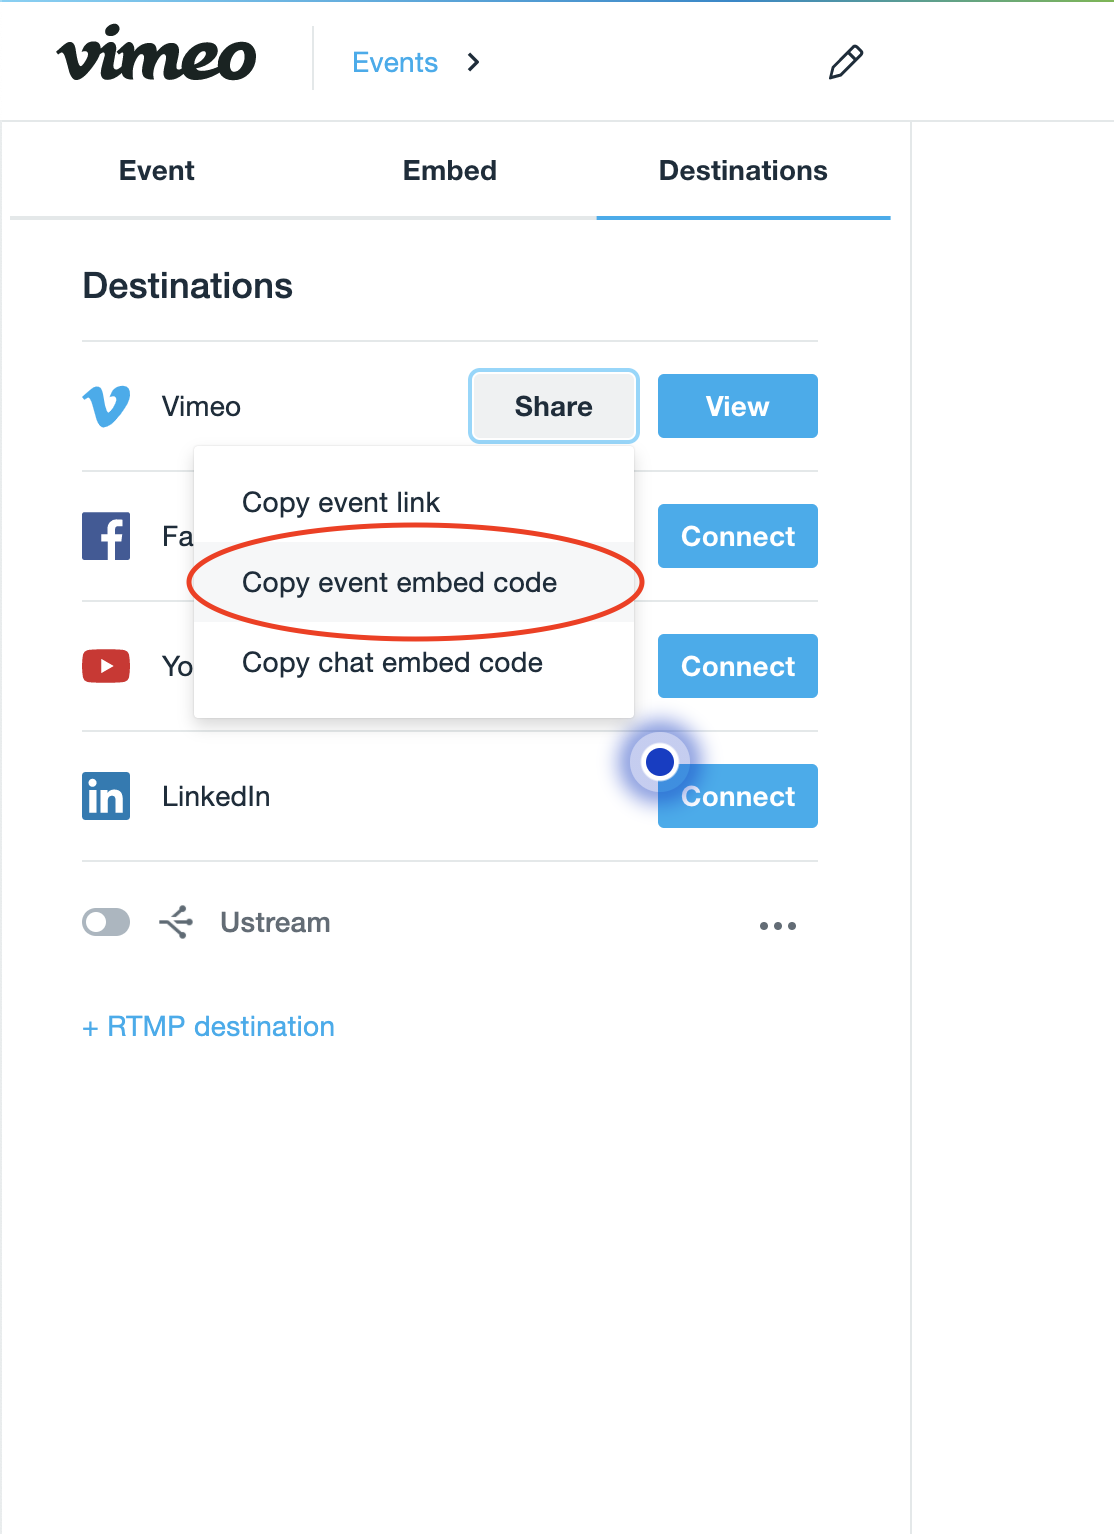 vimeo
Events
Event Embed Destinations
Destinations
Vimeo Share View
Copy event link
Fa Connect
Copy event embed code
Yo Connect
Copy chat embed code
LinkedIn Connect
Ustream
+ RTMP destination